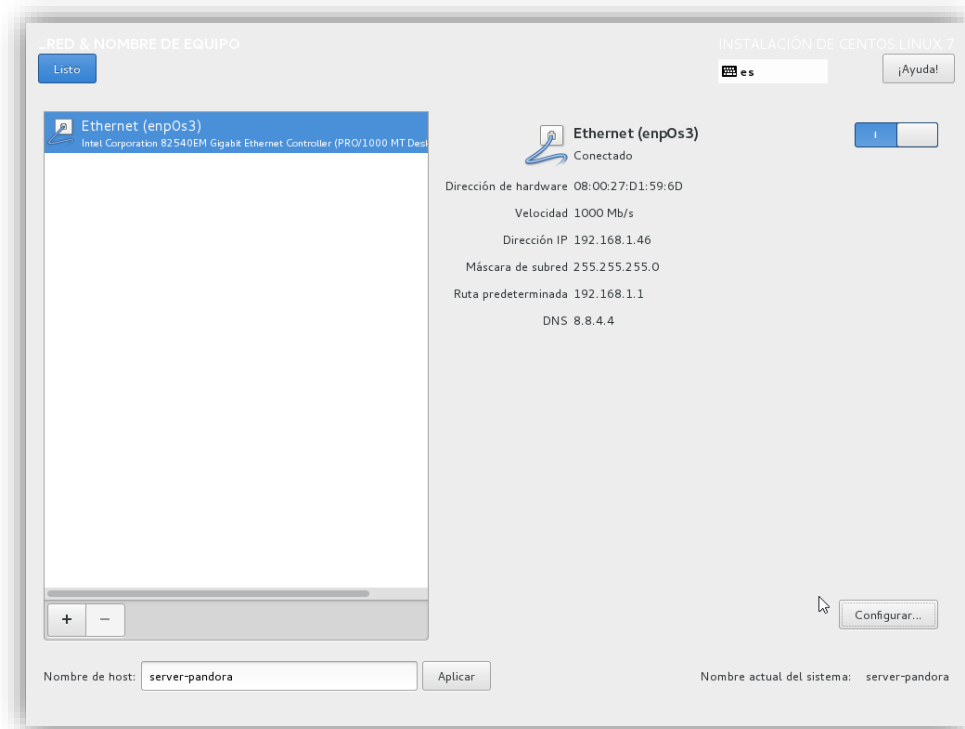 RED & NOMBRE DE EQUIPO
INSTALACIÓN DE CENTOS LINUX 7
Listo
es
¡Ayuda!
Ethernet (enp0s3)
Intel Corporation 82540EM Gigabit Ethernet Controller (PRO/1000 MT Desk
Ethernet (enp0s3)
Conectado
Dirección de hardware 08:00:27:D1:59:6D
Velocidad 1000 Mb/s
Dirección IP 192.168.1.46
Máscara de subred 255.255.255.0
Ruta predeterminada 192.168.1.1
DNS 8.8.4.4
+ −
Configurar...
Nombre de host: server-pandora
Aplicar
Nombre actual del sistema: server-pandora